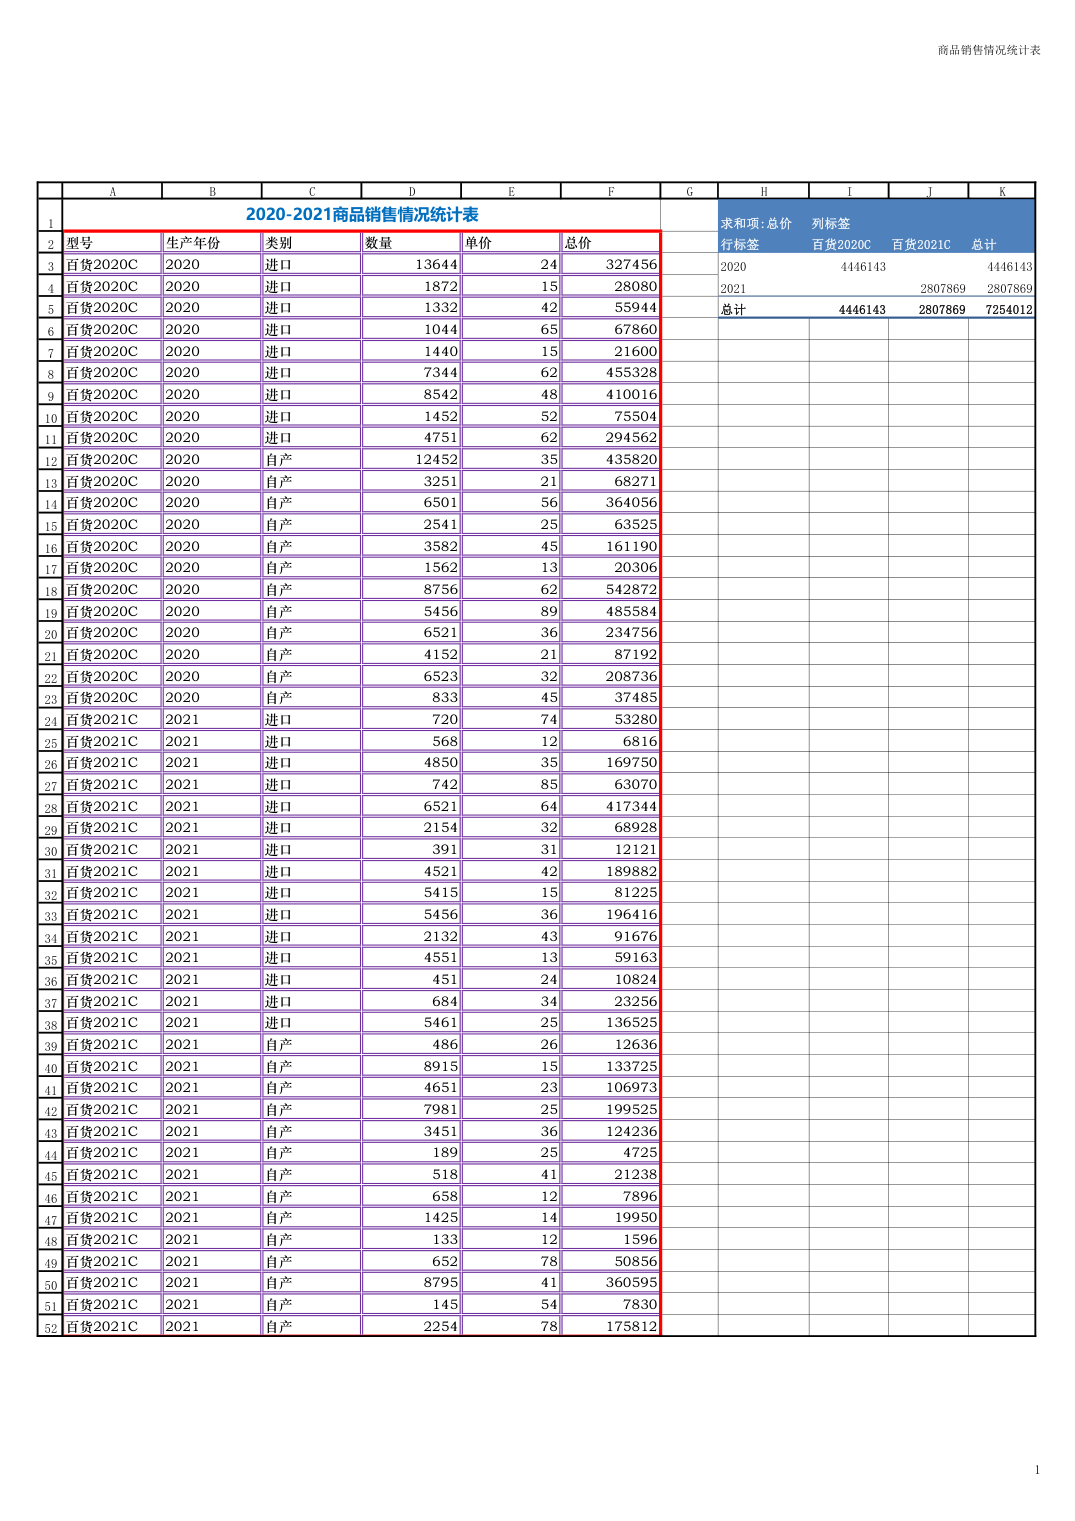 商品销售情况统计表
A B C D E F G H I J K
1 2020-2021商品销售情况统计表 求和项:总价 列标签
2 型号 生产年份 类别 数量 单价 总价 行标签 百货2020C 百货2021C 总计
3 百货2020C 2020 进口 13644 24 327456 2020 4446143 4446143
4 百货2020C 2020 进口 1872 15 28080 2021 2807869 2807869
5 百货2020C 2020 进口 1332 42 55944 总计 4446143 2807869 7254012
6 百货2020C 2020 进口 1044 65 67860
7 百货2020C 2020 进口 1440 15 21600
8 百货2020C 2020 进口 7344 62 455328
9 百货2020C 2020 进口 8542 48 410016
10 百货2020C 2020 进口 1452 52 75504
11 百货2020C 2020 进口 4751 62 294562
12 百货2020C 2020 自产 12452 35 435820
13 百货2020C 2020 自产 3251 21 68271
14 百货2020C 2020 自产 6501 56 364056
15 百货2020C 2020 自产 2541 25 63525
16 百货2020C 2020 自产 3582 45 161190
17 百货2020C 2020 自产 1562 13 20306
18 百货2020C 2020 自产 8756 62 542872
19 百货2020C 2020 自产 5456 89 485584
20 百货2020C 2020 自产 6521 36 234756
21 百货2020C 2020 自产 4152 21 87192
22 百货2020C 2020 自产 6523 32 208736
23 百货2020C 2020 自产 833 45 37485
24 百货2021C 2021 进口 720 74 53280
25 百货2021C 2021 进口 568 12 6816
26 百货2021C 2021 进口 4850 35 169750
27 百货2021C 2021 进口 742 85 63070
28 百货2021C 2021 进口 6521 64 417344
29 百货2021C 2021 进口 2154 32 68928
30 百货2021C 2021 进口 391 31 12121
31 百货2021C 2021 进口 4521 42 189882
32 百货2021C 2021 进口 5415 15 81225
33 百货2021C 2021 进口 5456 36 196416
34 百货2021C 2021 进口 2132 43 91676
35 百货2021C 2021 进口 4551 13 59163
36 百货2021C 2021 进口 451 24 10824
37 百货2021C 2021 进口 684 34 23256
38 百货2021C 2021 进口 5461 25 136525
39 百货2021C 2021 自产 486 26 12636
40 百货2021C 2021 自产 8915 15 133725
41 百货2021C 2021 自产 4651 23 106973
42 百货2021C 2021 自产 7981 25 199525
43 百货2021C 2021 自产 3451 36 124236
44 百货2021C 2021 自产 189 25 4725
45 百货2021C 2021 自产 518 41 21238
46 百货2021C 2021 自产 658 12 7896
47 百货2021C 2021 自产 1425 14 19950
48 百货2021C 2021 自产 133 12 1596
49 百货2021C 2021 自产 652 78 50856
50 百货2021C 2021 自产 8795 41 360595
51 百货2021C 2021 自产 145 54 7830
52 百货2021C 2021 自产 2254 78 175812
1